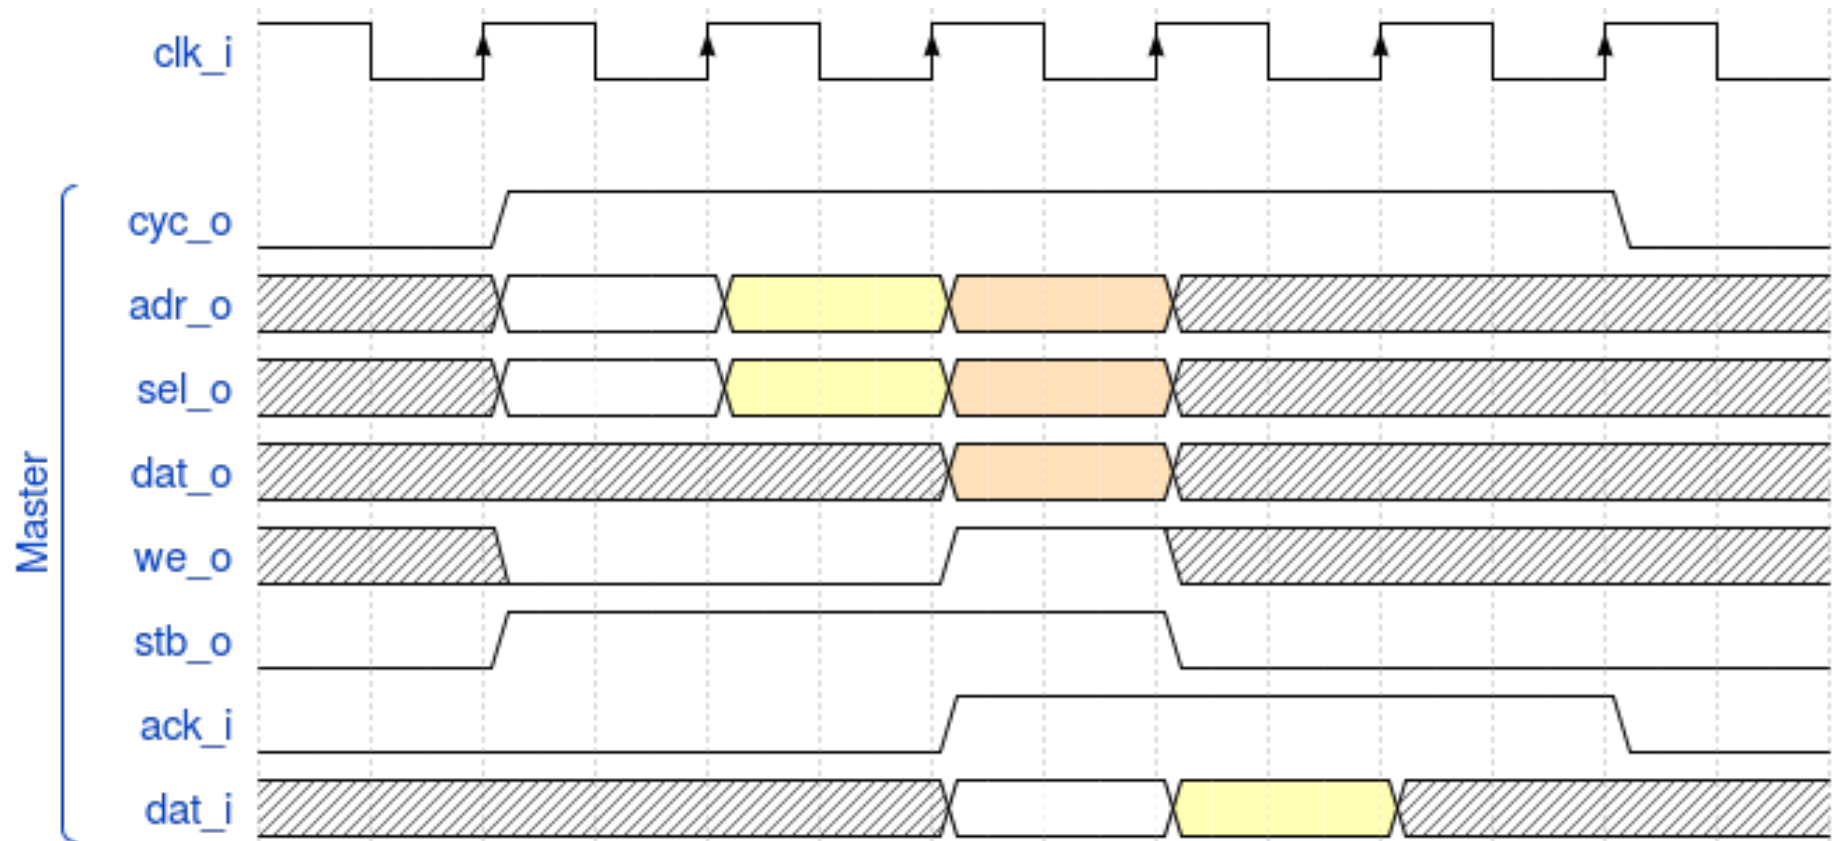 clk_i
Master
cyc_o
adr_o
sel_o
dat_o
we_o
stb_o
ack_i
dat_i